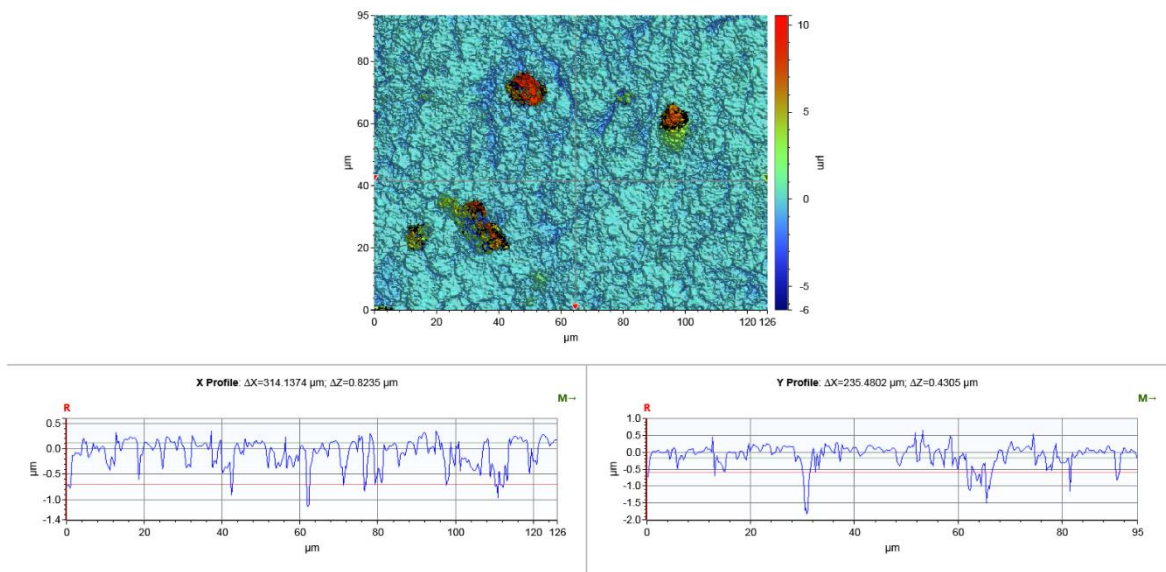 95
80
60
40
20
0
µm
0 20 40 60 80 100 120 126
µm
10
5
0
-5
-6
µm
X Profile: ΔX=314.1374 µm; ΔZ=0.8235 µm
R
M→
0.5
0.0
-0.5
-1.0
-1.4
µm
0 20 40 60 80 100 126
µm
Y Profile: ΔX=235.4802 µm; ΔZ=0.4305 µm
R
M→
1.0
0.5
0.0
-0.5
-1.0
-1.5
-2.0
µm
0 20 40 60 80 95
µm